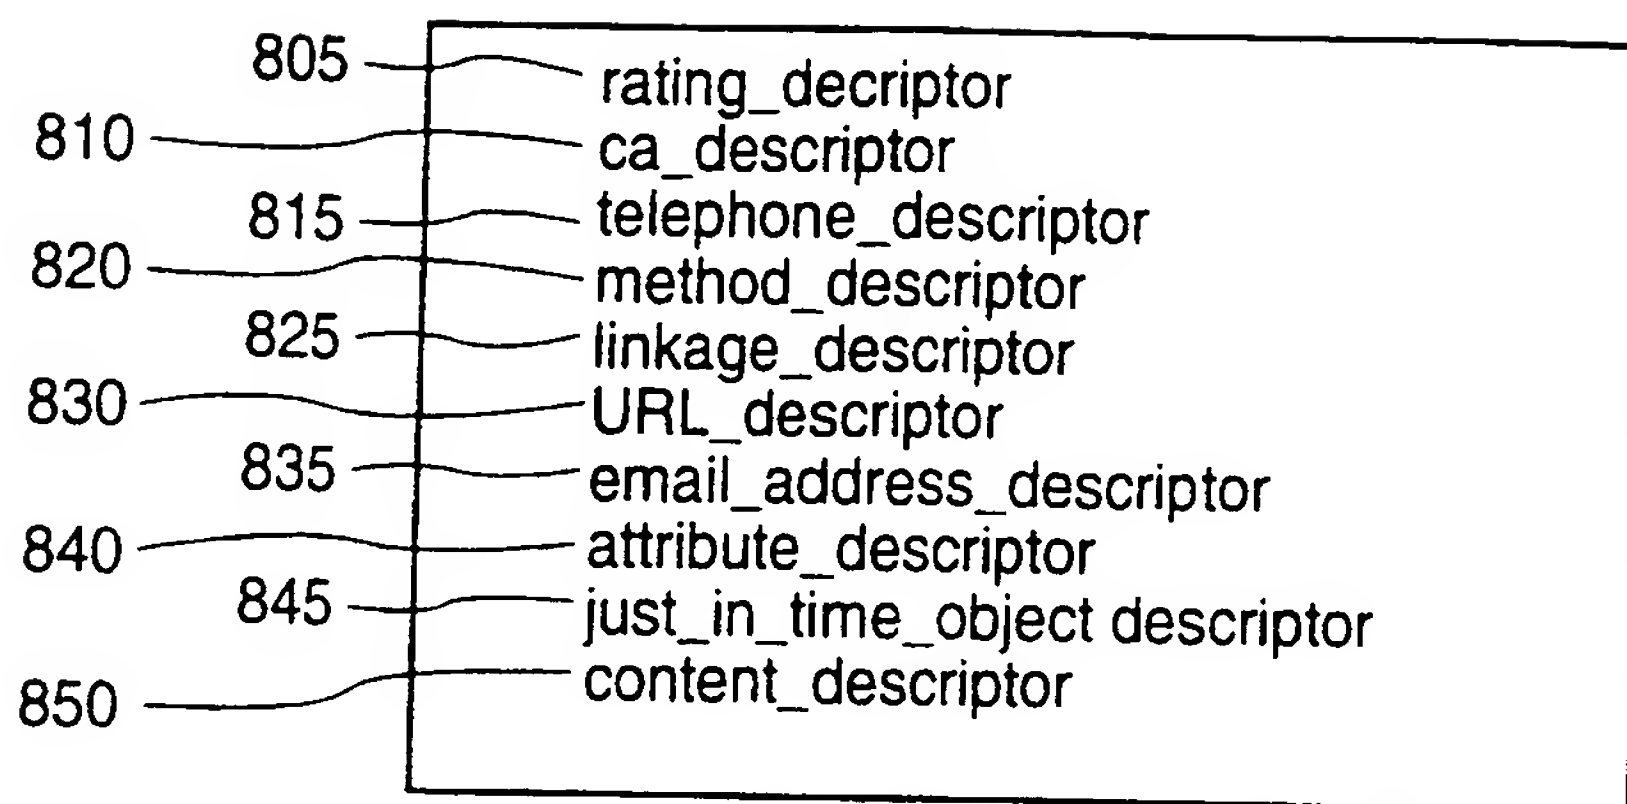 805 rating_decriptor
810 ca_descriptor
815 telephone_descriptor
820 method_descriptor
825 linkage_descriptor
830 URL_descriptor
835 email_address_descriptor
840 attribute_descriptor
845 just_in_time_object descriptor
850 content_descriptor